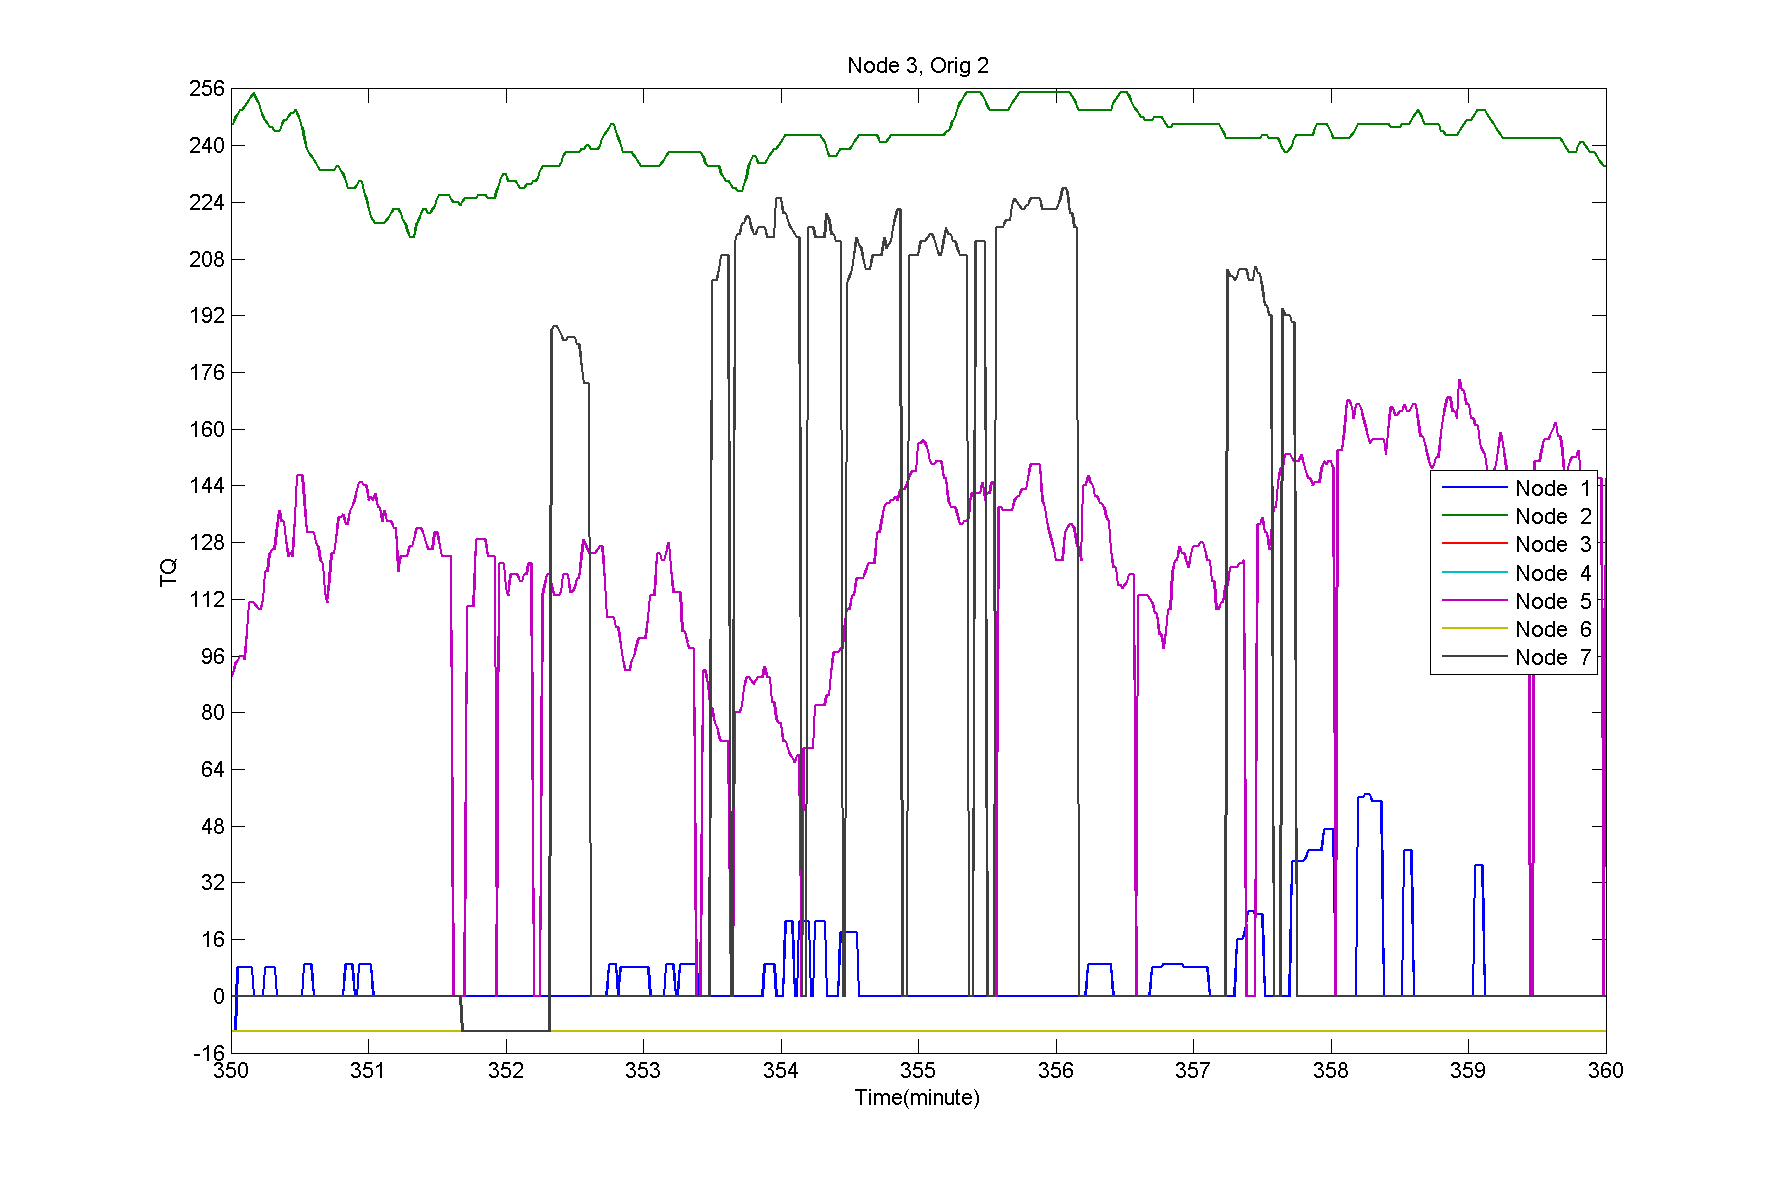 Node 3, Orig 2
256
240
224
208
192
176
160
144
128
112
96
80
64
48
32
16
0
-16
TQ
Node 1
Node 2
Node 3
Node 4
Node 5
Node 6
Node 7
350 351 352 353 354 355 356 357 358 359 360
Time(minute)